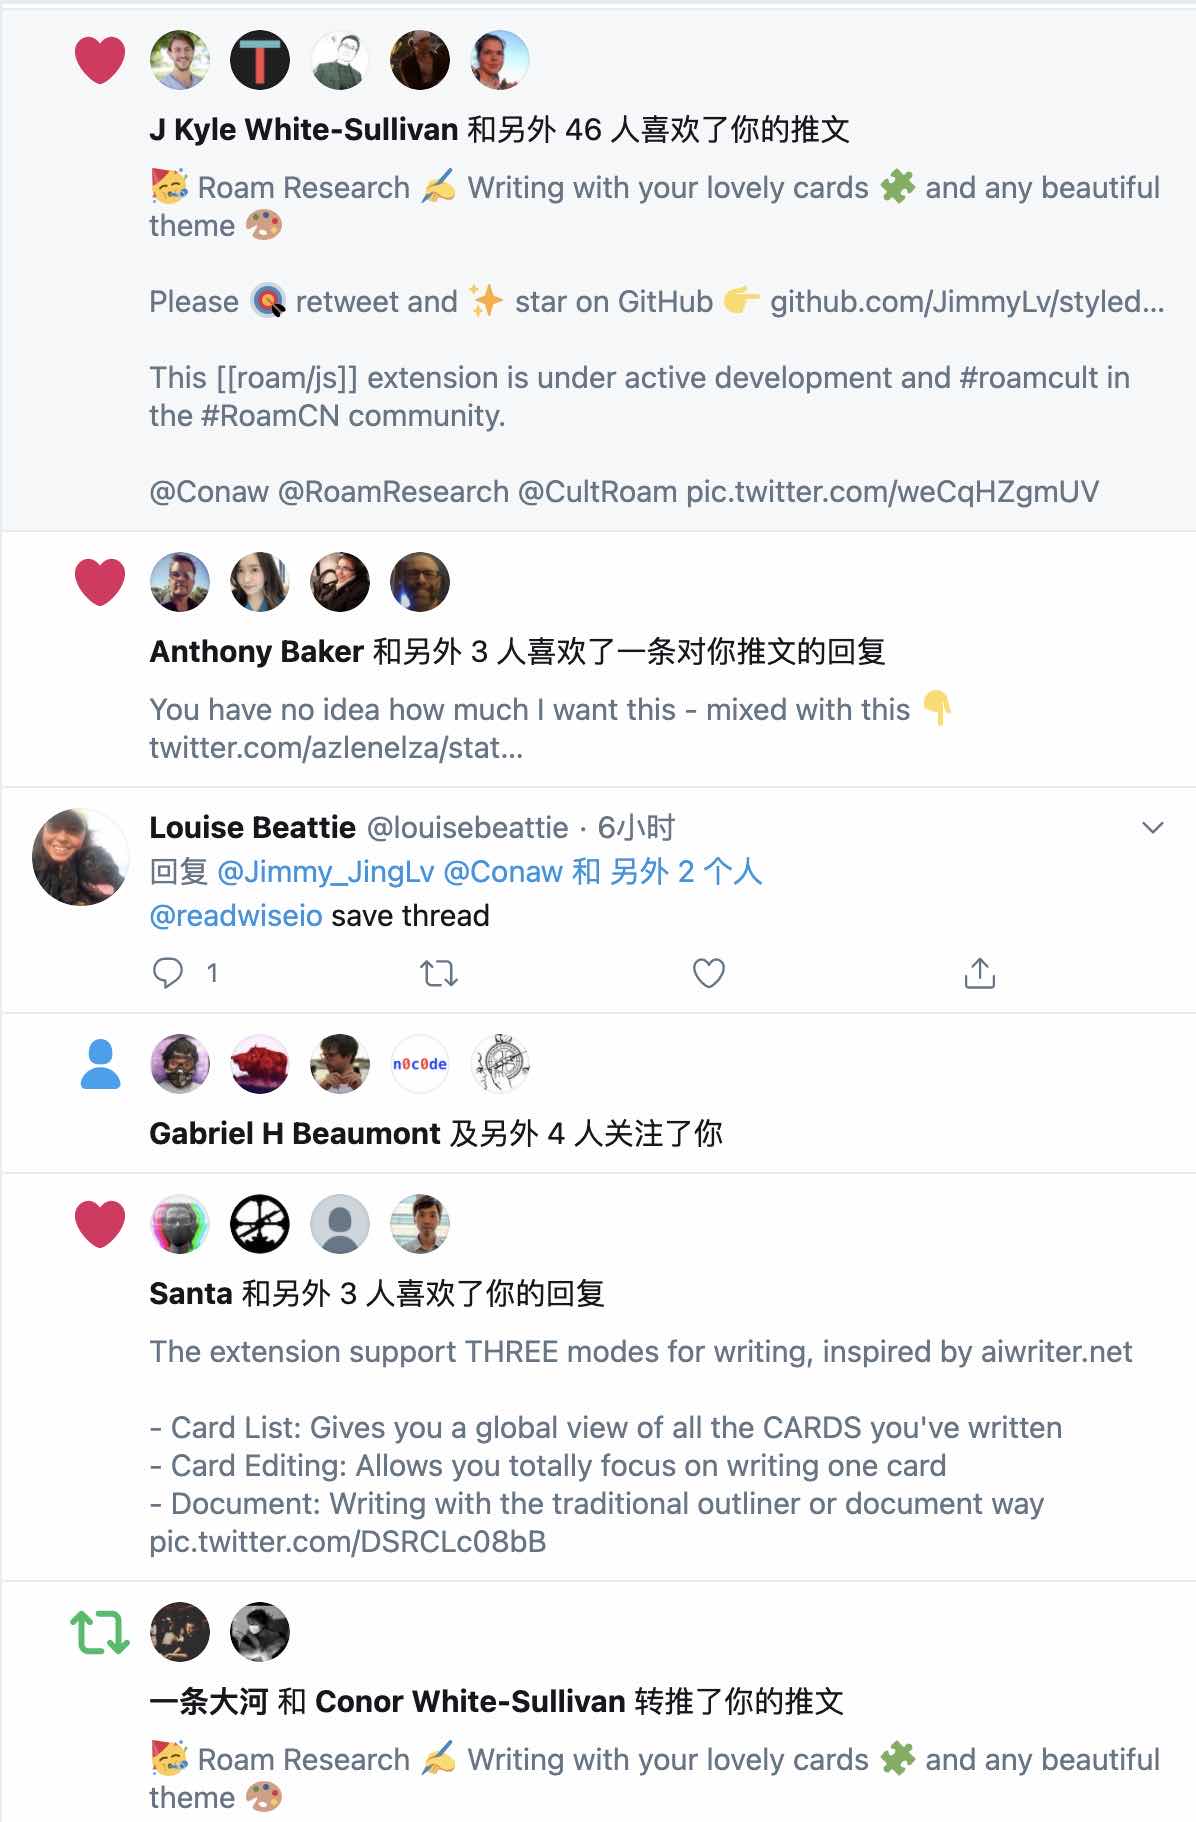 J Kyle White-Sullivan 和另外 46 人喜欢了你的推文
🥳 Roam Research ✍️ Writing with your lovely cards 🧩 and any beautiful
theme 🎨
Please 🎯 retweet and ✨ star on GitHub 👉 github.com/JimmyLv/styled...
This [[roam/js]] extension is under active development and #roamcult in
the #RoamCN community.
@Conaw @RoamResearch @CultRoam pic.twitter.com/weCqHZgmUV
Anthony Baker 和另外 3 人喜欢了一条对你推文的回复
You have no idea how much I want this - mixed with this 👇
twitter.com/azlenelza/stat...
Louise Beattie @louisebeattie · 6小时
回复 @Jimmy_JingLv @Conaw 和 另外 2 个人
@readwiseio save thread
1
n0c0de
Gabriel H Beaumont 及另外 4 人关注了你
Santa 和另外 3 人喜欢了你的回复
The extension support THREE modes for writing, inspired by aiwriter.net
- Card List: Gives you a global view of all the CARDS you've written
- Card Editing: Allows you totally focus on writing one card
- Document: Writing with the traditional outliner or document way
pic.twitter.com/DSRCLc08bB
一条大河 和 Conor White-Sullivan 转推了你的推文
🥳 Roam Research ✍️ Writing with your lovely cards 🧩 and any beautiful
theme 🎨